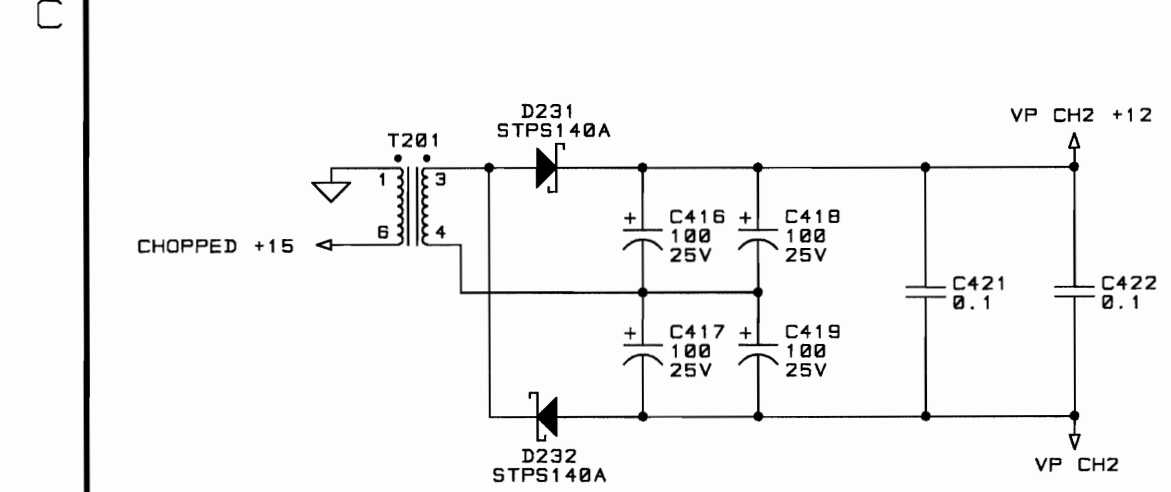 C
D231
STPS140A
VP CH2 +12
T201
1
3
6
4
CHOPPED +15
+ C416
100
25V
+ C418
100
25V
C421
0.1
C422
0.1
+ C417
100
25V
+ C419
100
25V
D232
STPS140A
VP CH2